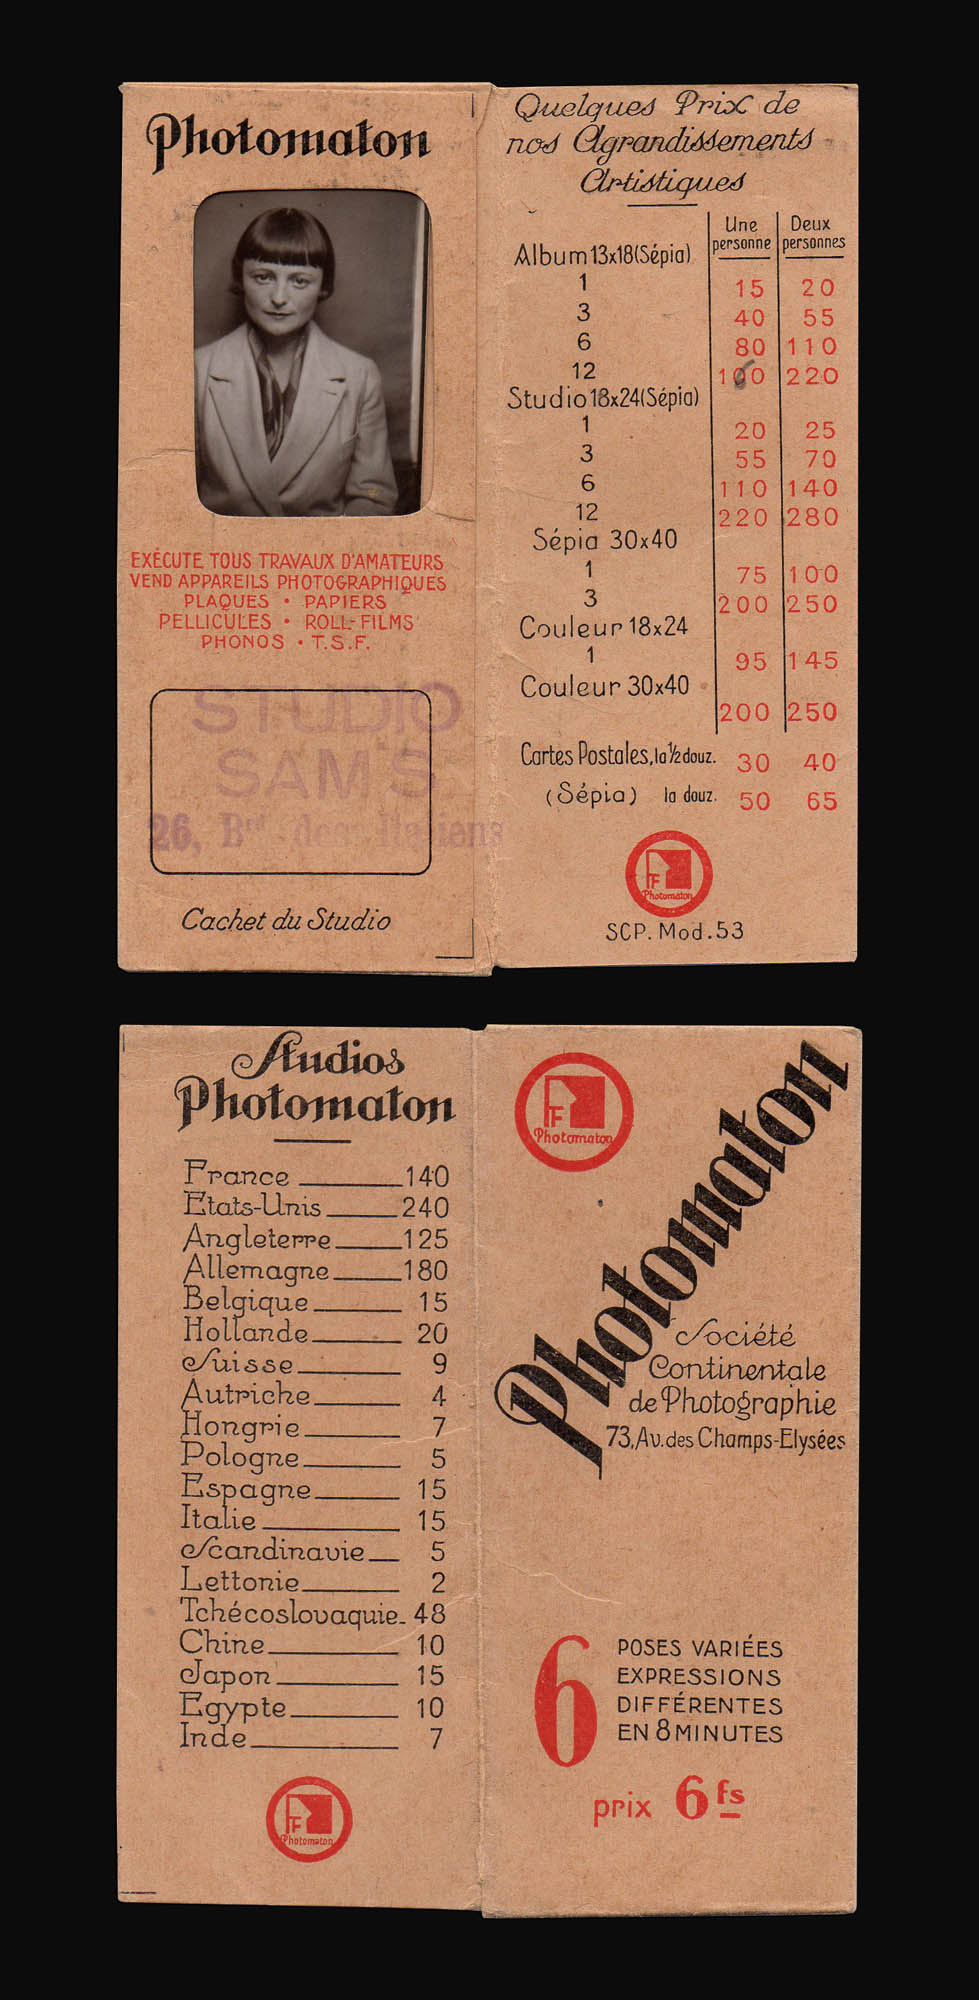 Photomaton
EXÉCUTE TOUS TRAVAUX D'AMATEURS
VEND APPAREILS PHOTOGRAPHIQUES
PLAQUES • PAPIERS
PELLICULES • ROLL-FILMS
PHONOS • T.S.F.
STUDIO
SAM'S
26, Bᴿᵈ des Italiens
Cachet du Studio
Quelques Prix de
nos Agrandissements
Artistiques
Une personne Deux personnes
Album 13x18 (Sépia)
1 15 20
3 40 55
6 80 110
12 100 220
Studio 18x24 (Sépia)
1 20 25
3 55 70
6 110 140
12 220 280
Sépia 30x40
1 75 100
3 200 250
Couleur 18x24
1 95 145
Couleur 30x40
200 250
Cartes Postales, la ½ douz. 30 40
(Sépia) la douz. 50 65
F Photomaton
SCP. Mod. 53
Studios
Photomaton
France 140
Etats-Unis 240
Angleterre 125
Allemagne 180
Belgique 15
Hollande 20
Suisse 9
Autriche 4
Hongrie 7
Pologne 5
Espagne 15
Italie 15
Scandinavie 5
Lettonie 2
Tchécoslovaquie 48
Chine 10
Japon 15
Egypte 10
Inde 7
F Photomaton
F Photomaton
Photomaton
Société
Continentale
de Photographie
73, Av. des Champs-Elysées
6 POSES VARIÉES
EXPRESSIONS
DIFFÉRENTES
EN 8 MINUTES
prix 6 fs